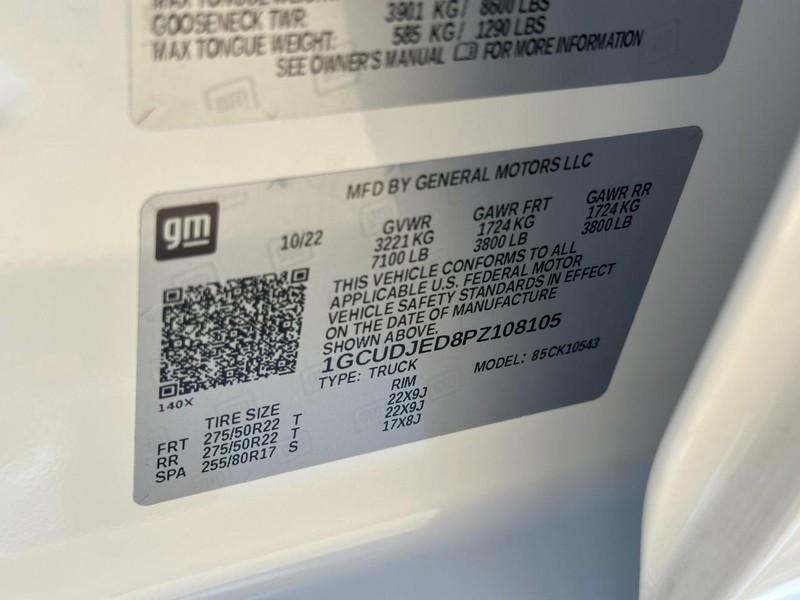 MAX TONGUE WEIGHT:
GOOSENECK TWR: 3901 KG/ 8600 LBS
MAX TONGUE WEIGHT: 585 KG/ 1290 LBS
SEE OWNER'S MANUAL FOR MORE INFORMATION
gm
MFD BY GENERAL MOTORS LLC
gm
10/22
GVWR GAWR FRT GAWR RR
3221 KG 1724 KG 1724 KG
7100 LB 3800 LB 3800 LB
THIS VEHICLE CONFORMS TO ALL
APPLICABLE U.S. FEDERAL MOTOR
VEHICLE SAFETY STANDARDS IN EFFECT
ON THE DATE OF MANUFACTURE
SHOWN ABOVE.
1GCUDJED8PZ108105
TYPE: TRUCK MODEL: 85CK10543
140X
TIRE SIZE RIM
FRT 275/50R22 T 22X9J
RR 275/50R22 T 22X9J
SPA 255/80R17 S 17X8J